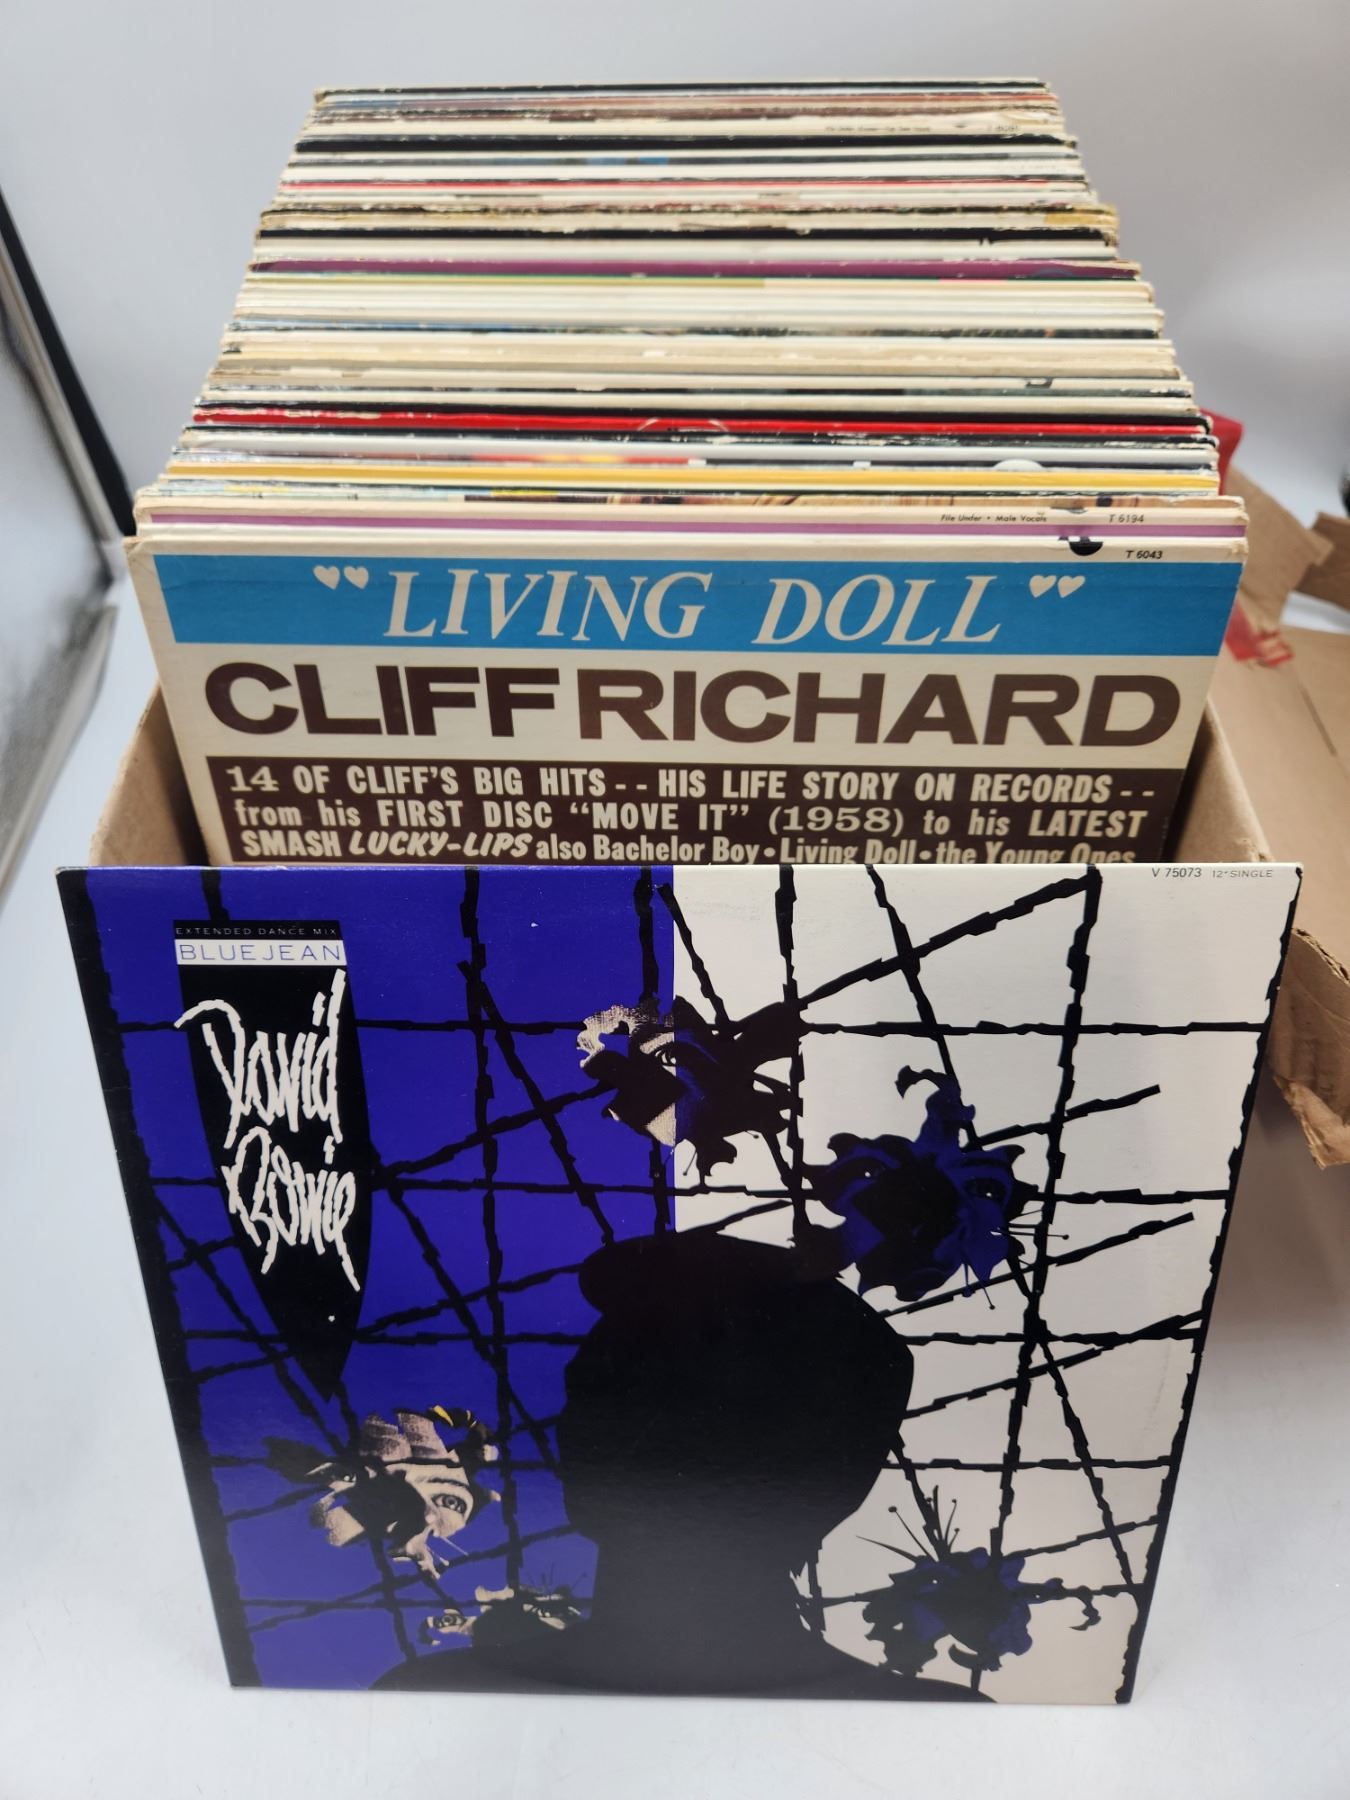 File Under • Male Vocals T 6194
T 6043
"LIVING DOLL"
CLIFF RICHARD
14 OF CLIFF'S BIG HITS -- HIS LIFE STORY ON RECORDS --
from his FIRST DISC "MOVE IT" (1958) to his LATEST
SMASH LUCKY-LIPS also Bachelor Boy • Living Doll • the Young Ones
V 75073 12" SINGLE
EXTENDED DANCE MIX
BLUE JEAN
David
Bowie